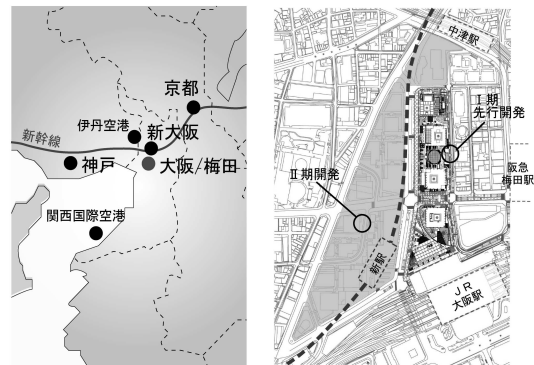 京都
伊丹空港
新大阪
新幹線
神戸
大阪/梅田
関西国際空港
中津駅
Ⅰ期
先行開発
阪急
梅田駅
Ⅱ期開発
新駅
JR
大阪駅